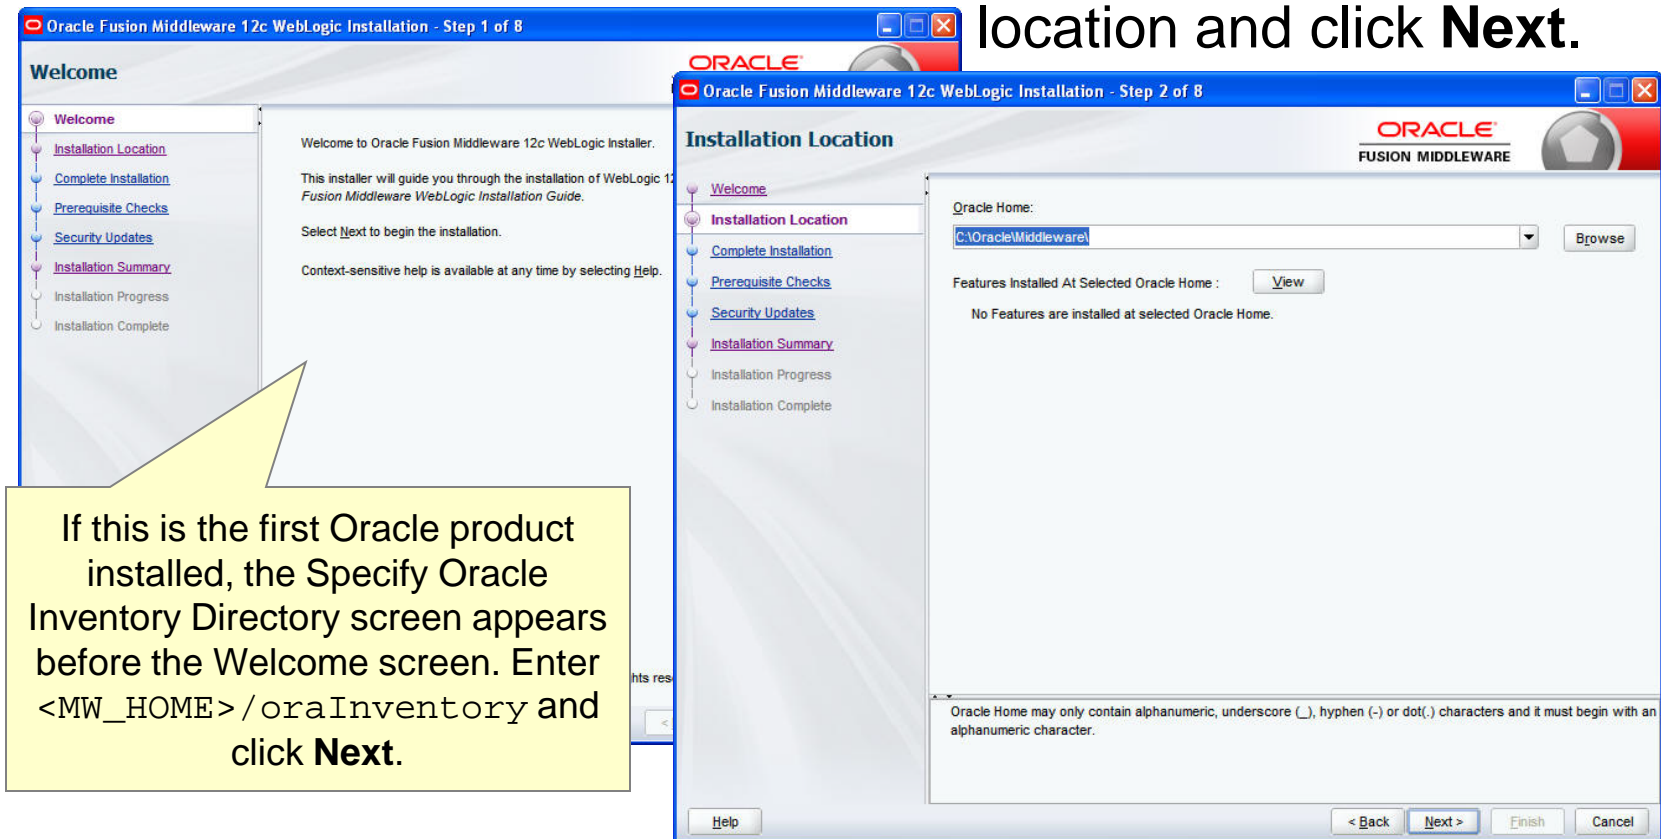 location and click Next.
Oracle Fusion Middleware 12c WebLogic Installation - Step 1 of 8
Welcome
ORACLE
Welcome
Installation Location
Complete Installation
Prerequisite Checks
Security Updates
Installation Summary
Installation Progress
Installation Complete
Welcome to Oracle Fusion Middleware 12c WebLogic Installer.
This installer will guide you through the installation of WebLogic
Fusion Middleware WebLogic Installation Guide.
Select Next to begin the installation.
Context-sensitive help is available at any time by selecting Help.
If this is the first Oracle product
installed, the Specify Oracle
Inventory Directory screen appears
before the Welcome screen. Enter
<MW_HOME>/oraInventory and
click Next.
Oracle Fusion Middleware 12c WebLogic Installation - Step 2 of 8
Installation Location
ORACLE
FUSION MIDDLEWARE
Welcome
Installation Location
Complete Installation
Prerequisite Checks
Security Updates
Installation Summary
Installation Progress
Installation Complete
Oracle Home:
C:\Oracle\Middleware\
Browse
Features Installed At Selected Oracle Home :
View
No Features are installed at selected Oracle Home.
Oracle Home may only contain alphanumeric, underscore (_), hyphen (-) or dot(.) characters and it must begin with an
alphanumeric character.
Help
< Back
Next >
Finish
Cancel